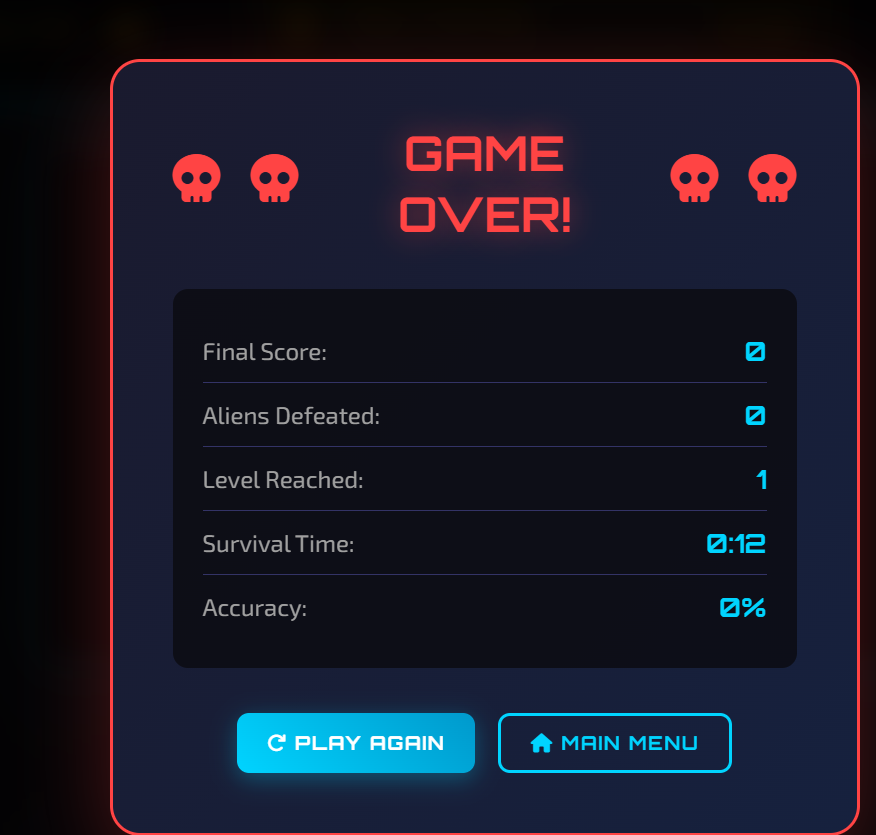 GAME
OVER!
Final Score: 0
Aliens Defeated: 0
Level Reached: 1
Survival Time: 0:12
Accuracy: 0%
PLAY AGAIN MAIN MENU